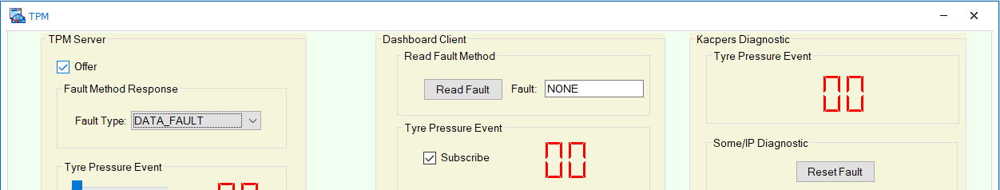 TPM
TPM Server
Offer
Fault Method Response
Fault Type: DATA_FAULT
Tyre Pressure Event
00
Dashboard Client
Read Fault Method
Read Fault Fault: NONE
Tyre Pressure Event
Subscribe 00
Kacpers Diagnostic
Tyre Pressure Event
00
Some/IP Diagnostic
Reset Fault